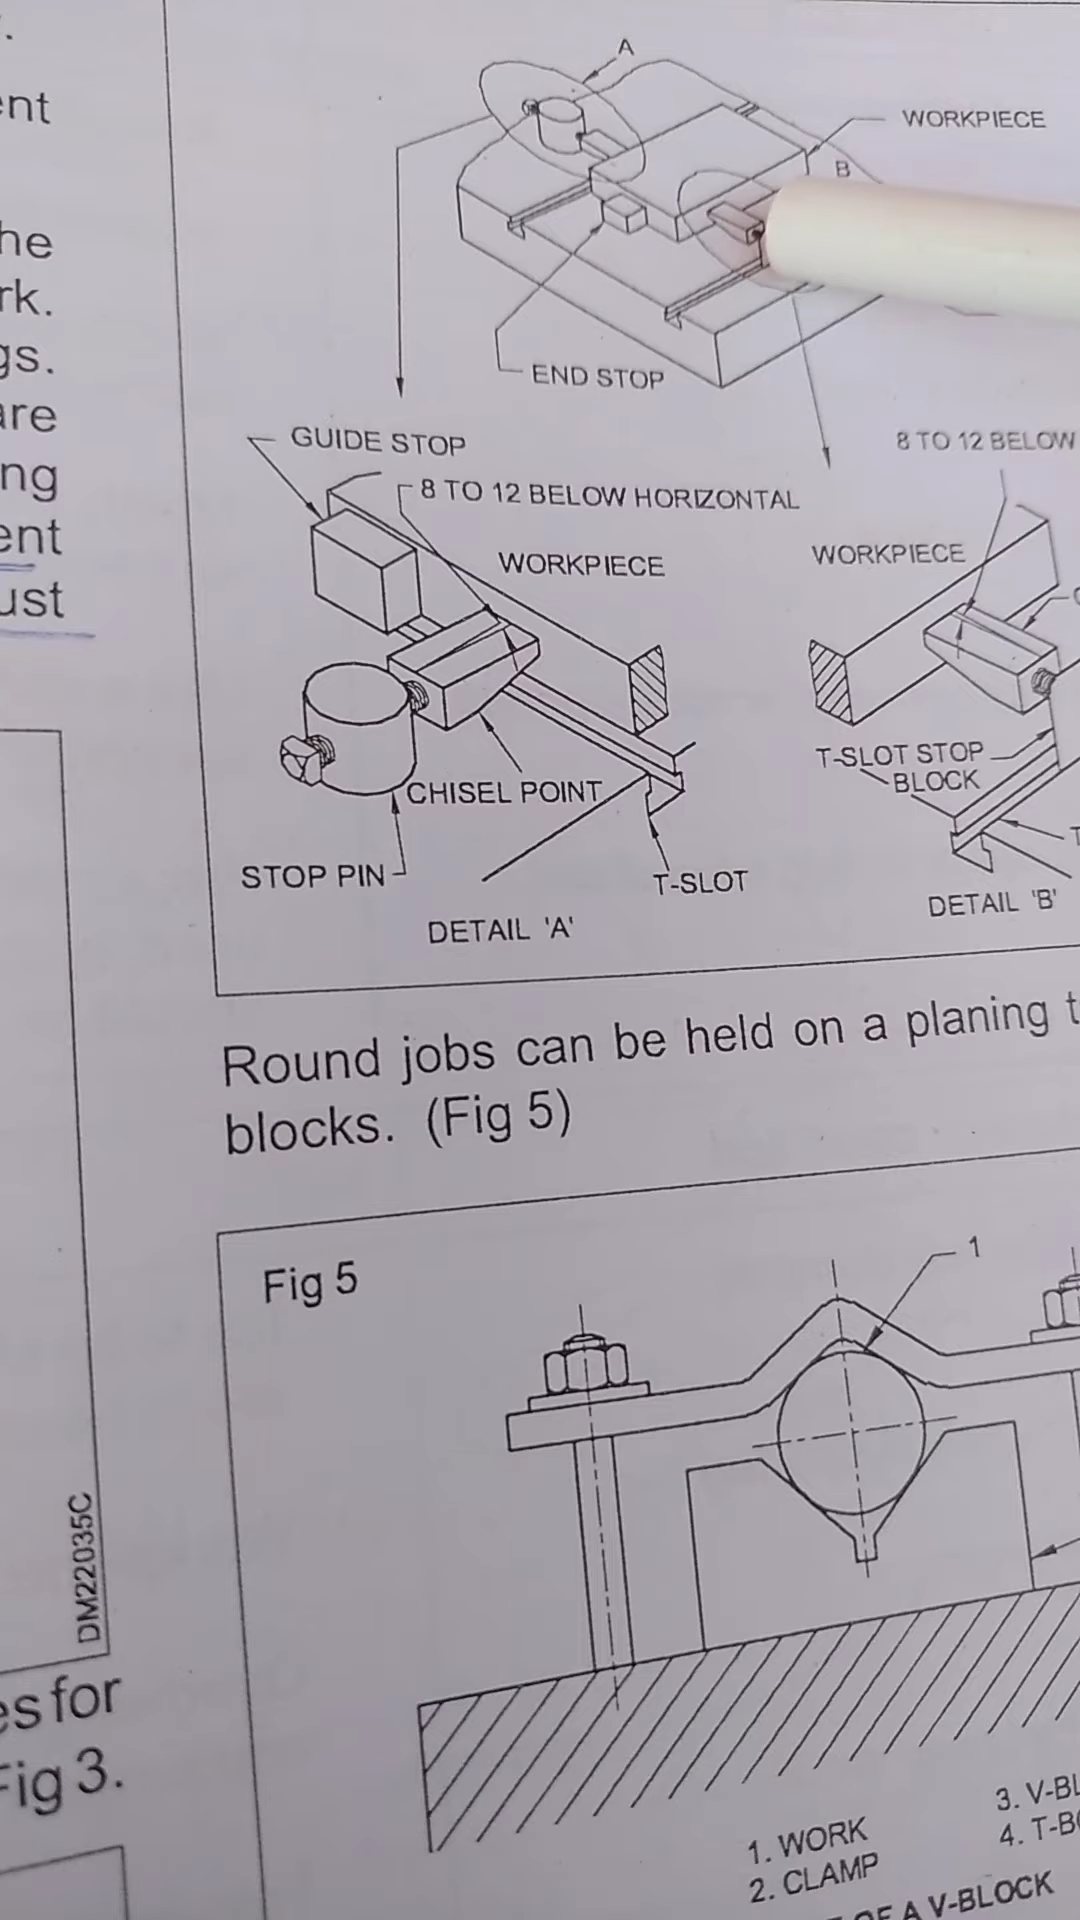 ent
he
rk.
gs.
are
ng
ent
ust
DM22035C
es for
Fig 3.
A
WORKPIECE
B
END STOP
GUIDE STOP
8 TO 12 BELOW HORIZONTAL
WORKPIECE
CHISEL POINT
STOP PIN
T-SLOT
DETAIL 'A'
8 TO 12 BELOW
WORKPIECE
T-SLOT STOP
BLOCK
DETAIL 'B'
Round jobs can be held on a planing t
blocks. (Fig 5)
Fig 5
1
1. WORK
2. CLAMP
3. V-BL
4. T-BO
OF A V-BLOCK